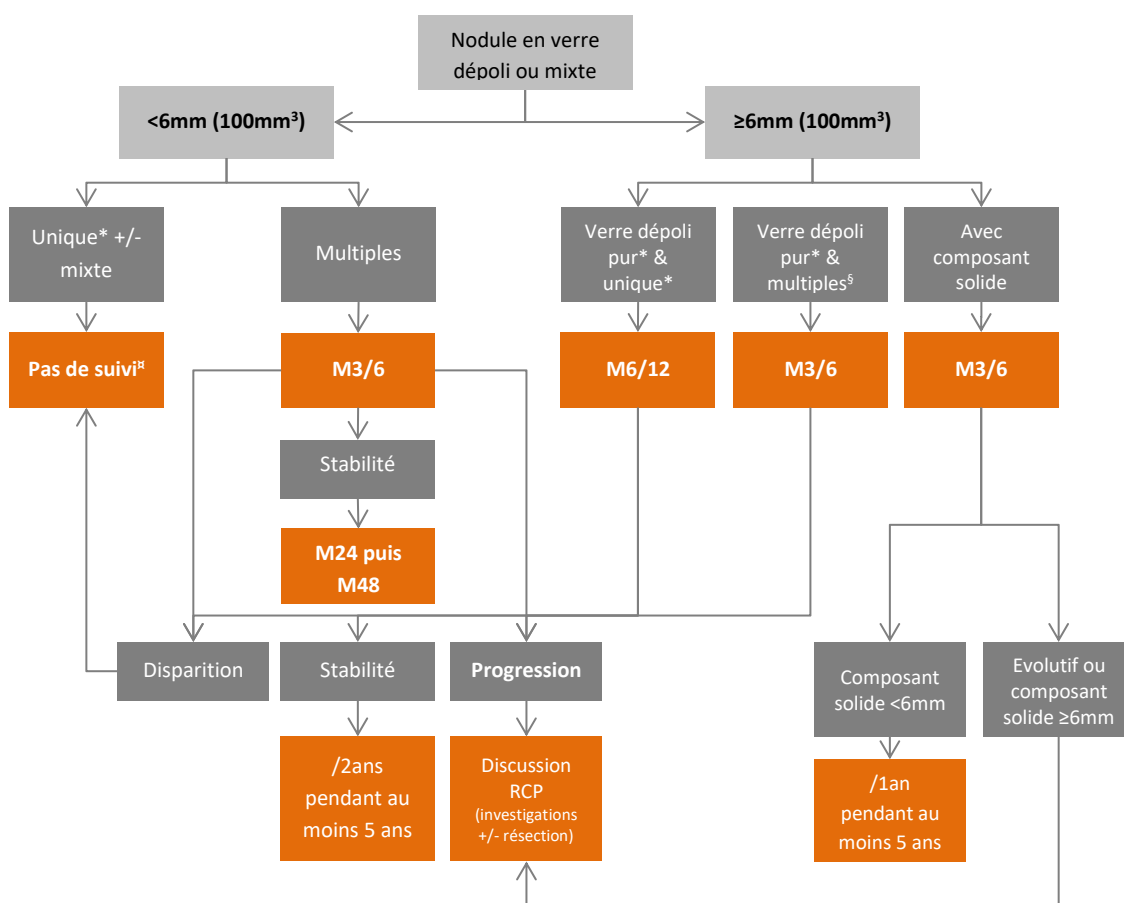 Nodule en verre
dépoli ou mixte
<6mm (100mm³)
≥6mm (100mm³)
Unique* +/-
mixte
Multiples
Verre dépoli
pur* &
unique*
Verre dépoli
pur* &
multiples§
Avec
composant
solide
Pas de suivi¤
M3/6
M6/12
M3/6
M3/6
Stabilité
M24 puis
M48
Disparition
Stabilité
Progression
Composant
solide <6mm
Evolutif ou
composant
solide ≥6mm
/2ans
pendant au
moins 5 ans
Discussion
RCP
(investigations
+/- résection)
/1an
pendant au
moins 5 ans